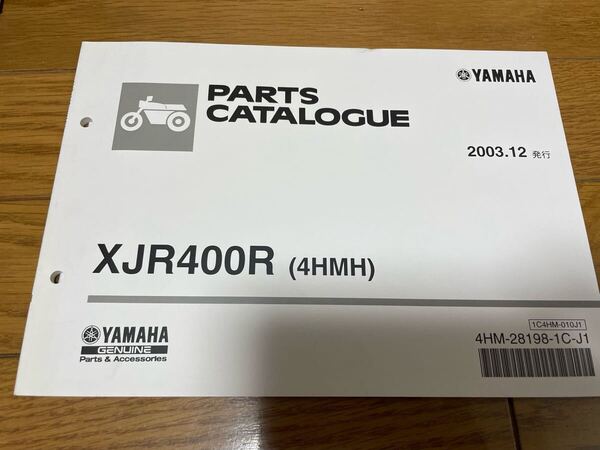 PARTS
CATALOGUE
YAMAHA
2003.12 発行
XJR400R (4HMH)
YAMAHA
GENUINE
Parts & Accessories
1C4HM-010J1
4HM-28198-1C-J1